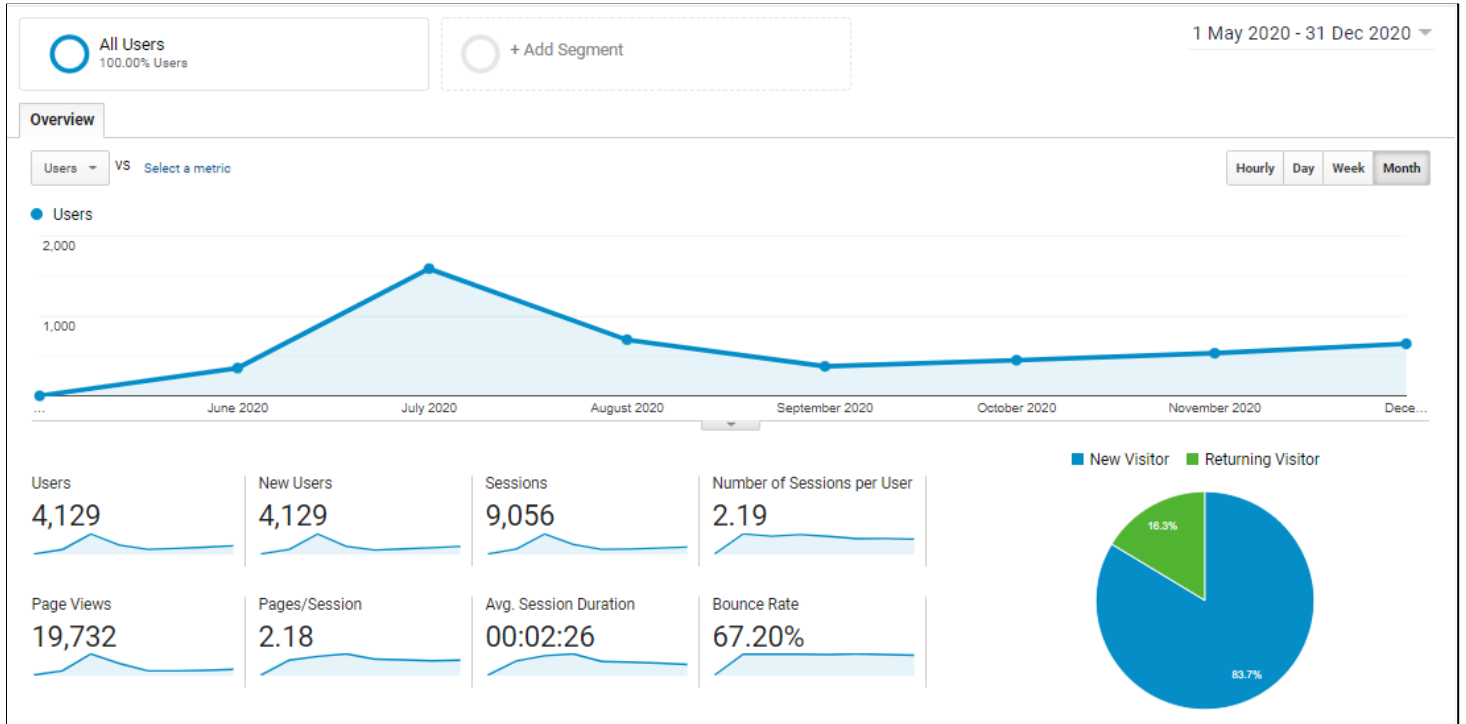 All Users
100.00% Users
+ Add Segment
1 May 2020 - 31 Dec 2020
Overview
Users VS Select a metric
Hourly Day Week Month
Users
2,000
1,000
... June 2020 July 2020 August 2020 September 2020 October 2020 November 2020 Dece...
New Visitor Returning Visitor
Users New Users Sessions Number of Sessions per User
4,129 4,129 9,056 2.19
16.3%
Page Views Pages/Session Avg. Session Duration Bounce Rate
19,732 2.18 00:02:26 67.20%
83.7%